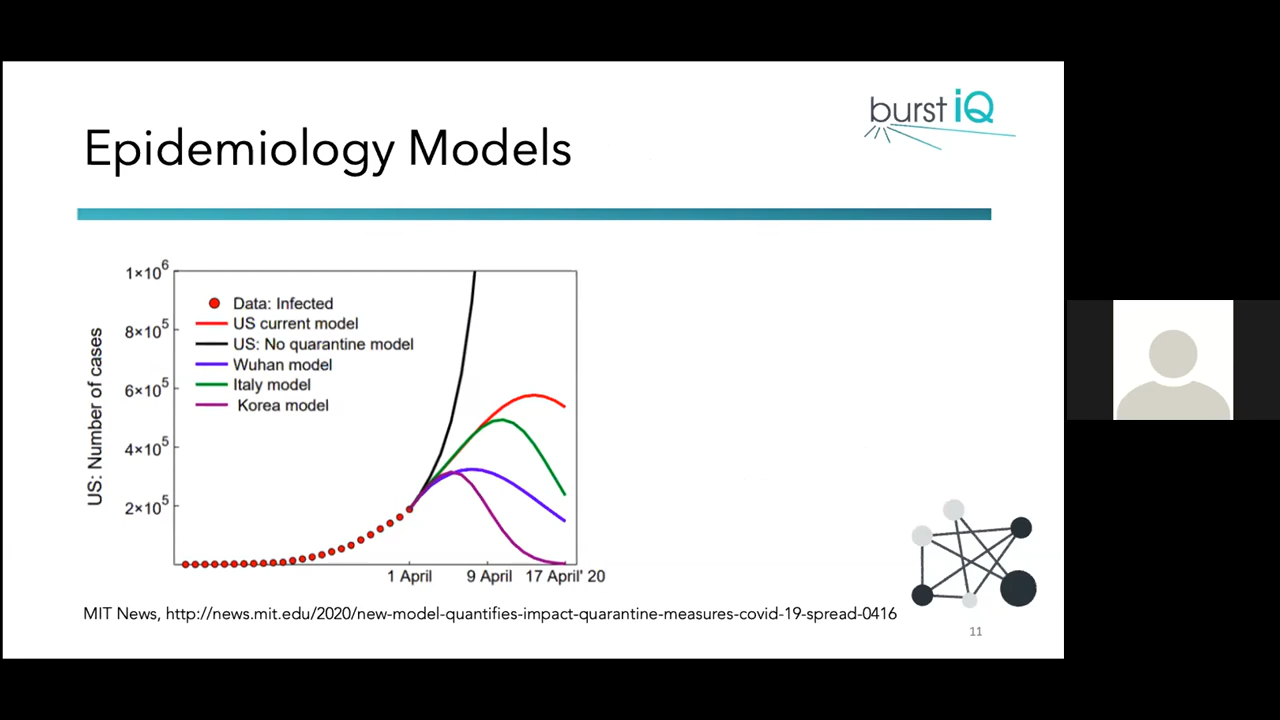 burst iQ
Epidemiology Models
1×10⁶
8×10⁵
6×10⁵
4×10⁵
2×10⁵
US: Number of cases
Data: Infected
US current model
US: No quarantine model
Wuhan model
Italy model
Korea model
1 April 9 April 17 April' 20
MIT News, http://news.mit.edu/2020/new-model-quantifies-impact-quarantine-measures-covid-19-spread-0416
11